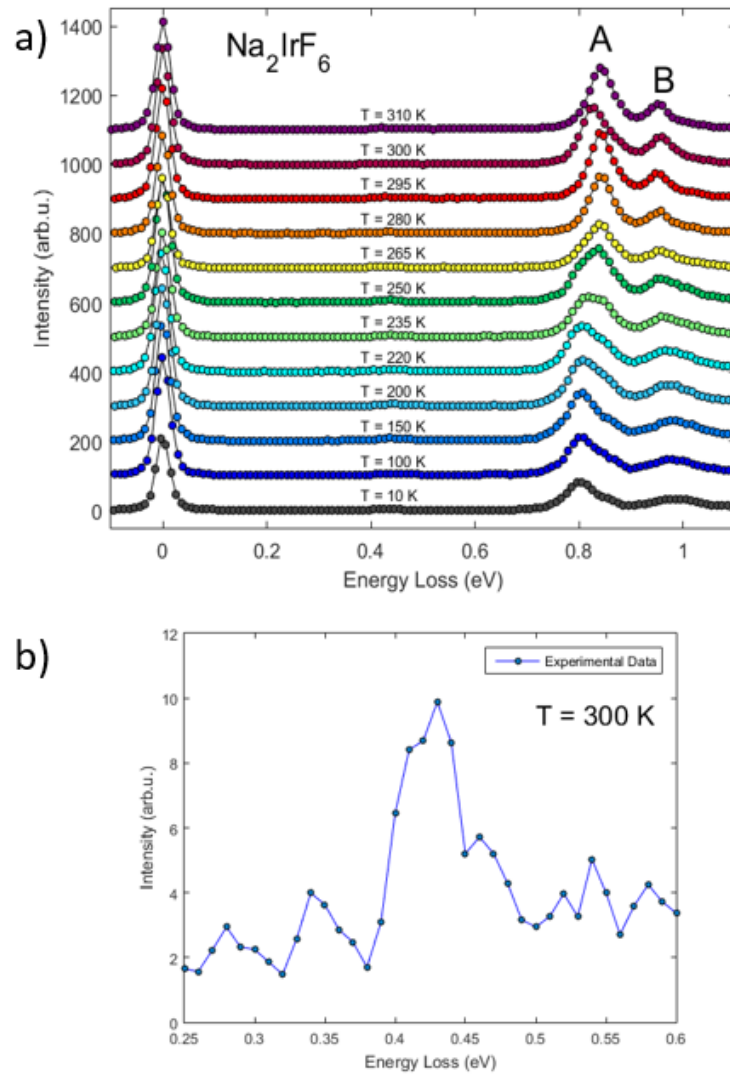 a)
Na2IrF6
A
B
1400
1200
1000
800
600
400
200
0
Intensity (arb.u.)
T = 310 K
T = 300 K
T = 295 K
T = 280 K
T = 265 K
T = 250 K
T = 235 K
T = 220 K
T = 200 K
T = 150 K
T = 100 K
T = 10 K
0 0.2 0.4 0.6 0.8 1
Energy Loss (eV)
b)
12
10
8
6
4
2
0
Intensity (arb.u.)
Experimental Data
T = 300 K
0.25 0.3 0.35 0.4 0.45 0.5 0.55 0.6
Energy Loss (eV)